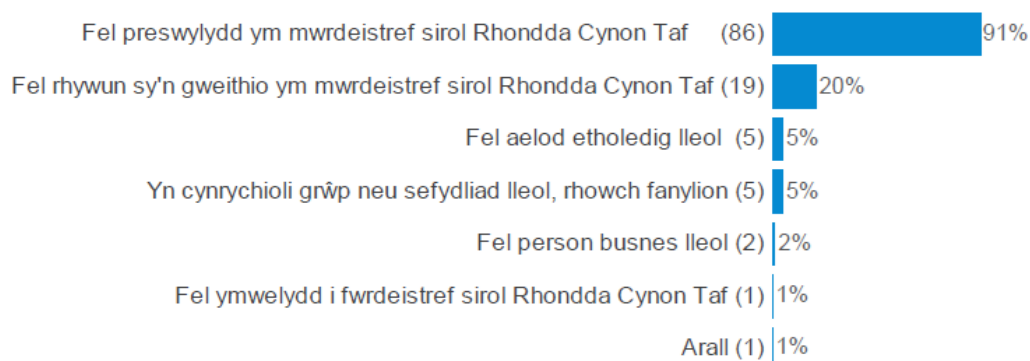 Fel preswylydd ym mwrdeistref sirol Rhondda Cynon Taf (86) 91%
Fel rhywun sy'n gweithio ym mwrdeistref sirol Rhondda Cynon Taf (19) 20%
Fel aelod etholedig lleol (5) 5%
Yn cynrychioli grŵp neu sefydliad lleol, rhowch fanylion (5) 5%
Fel person busnes lleol (2) 2%
Fel ymwelydd i fwrdeistref sirol Rhondda Cynon Taf (1) 1%
Arall (1) 1%